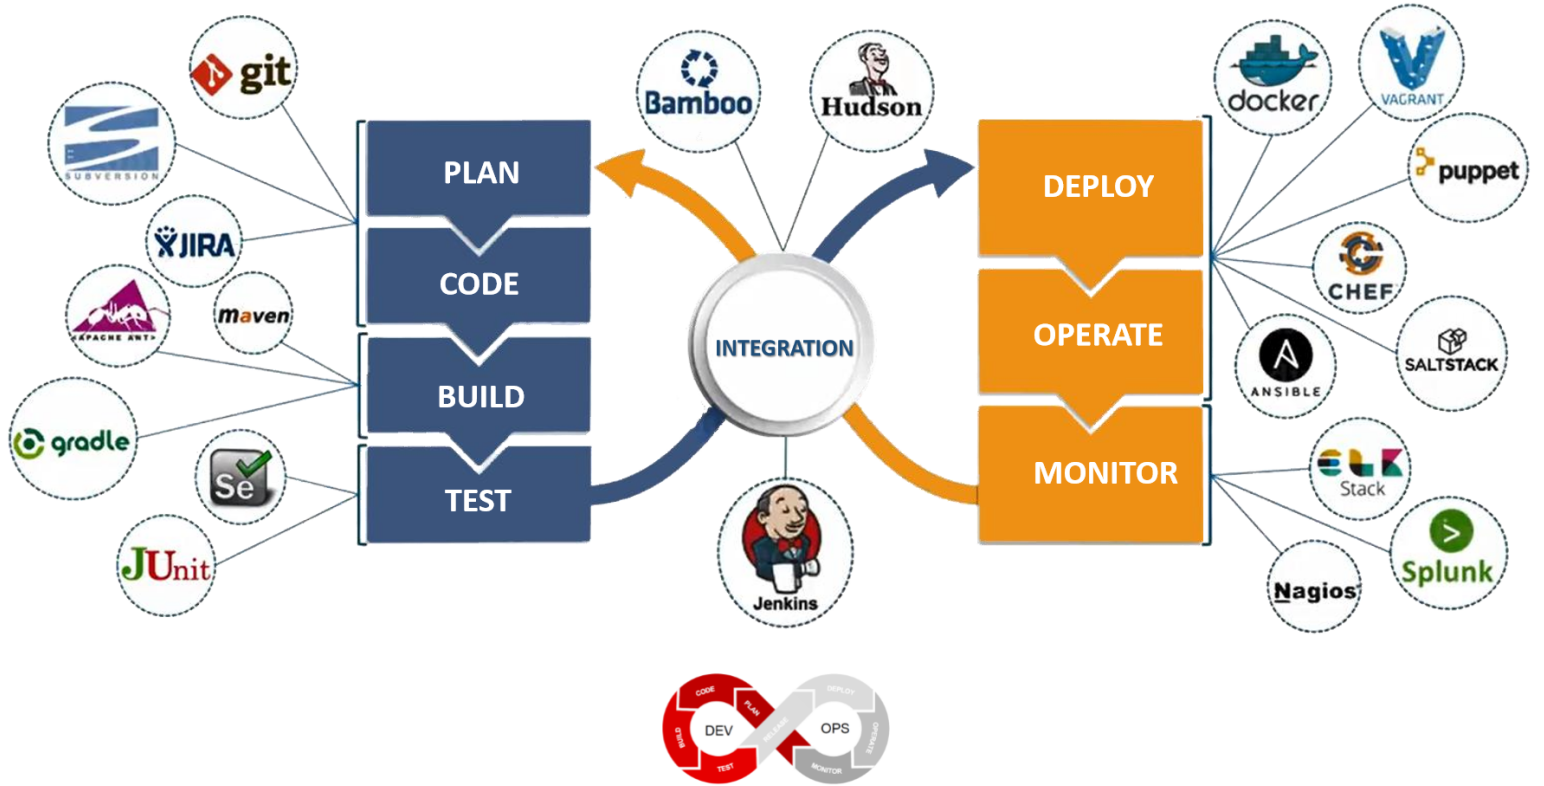 git
SUBVERSION
JIRA
<APACHE ANT>
maven
gradle
Se
JUnit
PLAN
CODE
BUILD
TEST
Bamboo
Hudson
INTEGRATION
Jenkins
DEPLOY
OPERATE
MONITOR
docker
VAGRANT
puppet
CHEF
SALTSTACK
A
ANSIBLE
ELK
Stack
>
Splunk
Nagios
CODE
PLAN
BUILD
DEV
TEST
RELEASE
DEPLOY
OPS
OPERATE
MONITOR